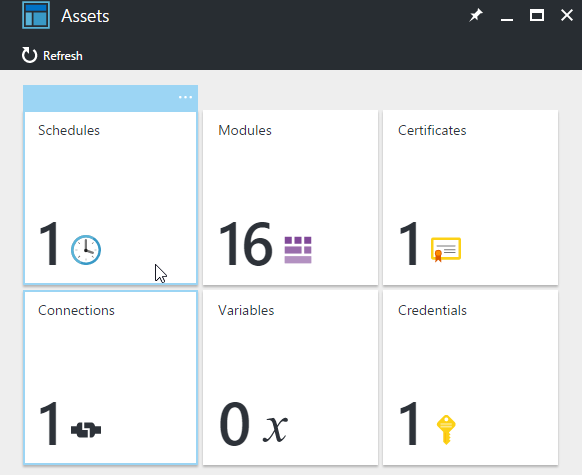 Assets
Refresh
Schedules
1
Modules
16
Certificates
1
Connections
1
Variables
0 x
Credentials
1